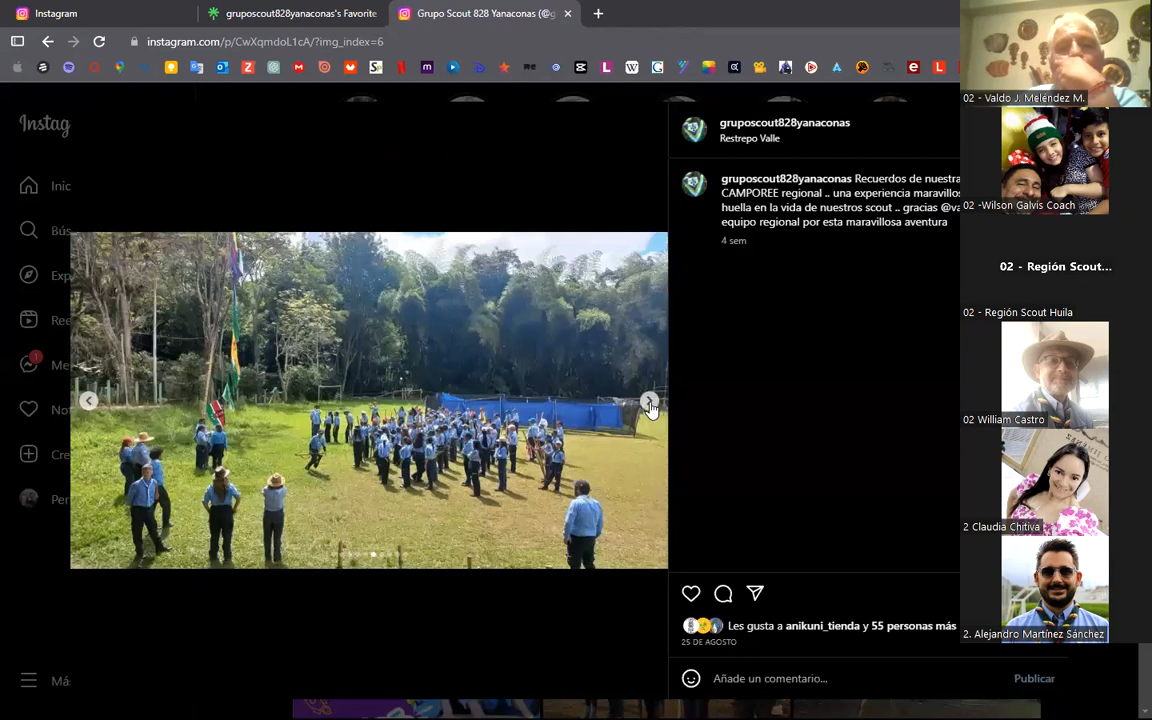 Instagram
gruposcout828yanaconas's Favorite
Grupo Scout 828 Yanaconas (@g
instagram.com/p/CwXqmdoL1cA/?img_index=6
Instag
Inic
Bús
Exp
Ree
Me
1
Not
Cre
Per
Má
gruposcout828yanaconas
Restrepo Valle
gruposcout828yanaconas Recuerdos de nuestra
CAMPOREE regional .. una experiencia maravillos
huella en la vida de nuestros scout .. gracias @va
equipo regional por esta maravillosa aventura
4 sem
Les gusta a anikuni_tienda y 55 personas más
25 DE AGOSTO
Añade un comentario...
Publicar
02 - Valdo J. Meléndez M.
02 -Wilson Galvis Coach
02 - Región Scout...
02 - Región Scout Huila
02 William Castro
2 Claudia Chitiva
2. Alejandro Martínez Sánchez